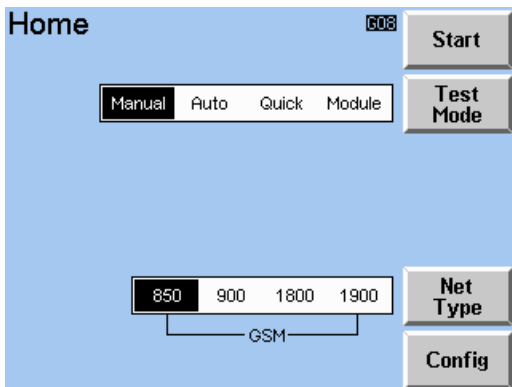 Home G08
Start
Manual Auto Quick Module
Test
Mode
850 900 1800 1900
Net
Type
GSM
Config